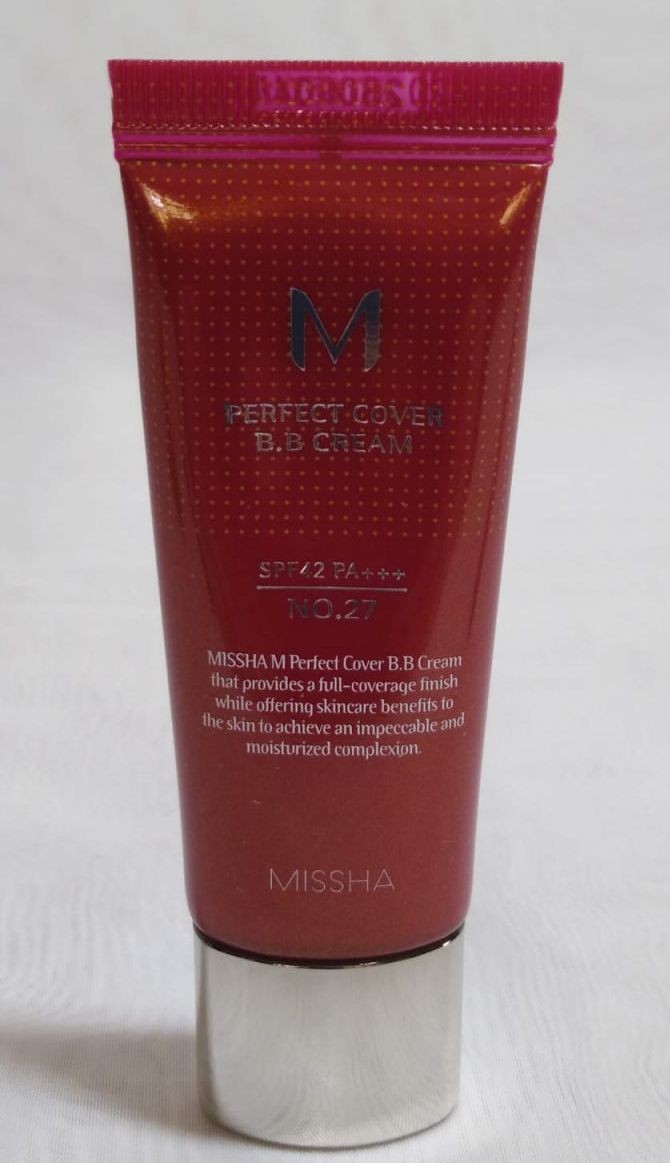 M
PERFECT COVER
B.B CREAM
SPF42 PA+++
NO.27
MISSHA M Perfect Cover B.B Cream
that provides a full-coverage finish
while offering skincare benefits to
the skin to achieve an impeccable and
moisturized complexion.
MISSHA